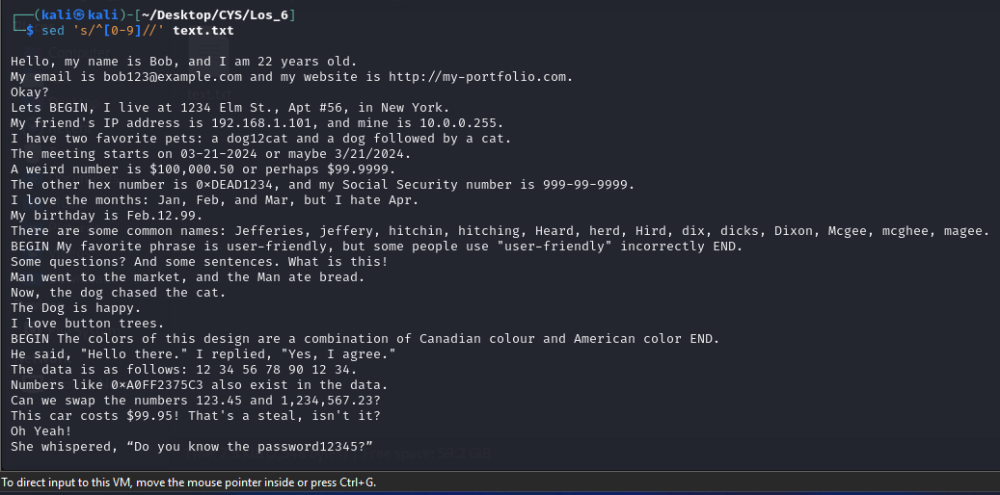 ┌──(kali㉿kali)-[~/Desktop/CYS/Los_6]
└─$ sed 's/^[0-9]//' text.txt
Hello, my name is Bob, and I am 22 years old.
My email is bob123@example.com and my website is http://my-portfolio.com.
Okay?
Lets BEGIN, I live at 1234 Elm St., Apt #56, in New York.
My friend's IP address is 192.168.1.101, and mine is 10.0.0.255.
I have two favorite pets: a dog12cat and a dog followed by a cat.
The meeting starts on 03-21-2024 or maybe 3/21/2024.
A weird number is $100,000.50 or perhaps $99.9999.
The other hex number is 0×DEAD1234, and my Social Security number is 999-99-9999.
I love the months: Jan, Feb, and Mar, but I hate Apr.
My birthday is Feb.12.99.
There are some common names: Jefferies, jeffery, hitchin, hitching, Heard, herd, Hird, dix, dicks, Dixon, Mcgee, mcghee, magee.
BEGIN My favorite phrase is user-friendly, but some people use "user-friendly" incorrectly END.
Some questions? And some sentences. What is this!
Man went to the market, and the Man ate bread.
Now, the dog chased the cat.
The Dog is happy.
I love button trees.
BEGIN The colors of this design are a combination of Canadian colour and American color END.
He said, "Hello there." I replied, "Yes, I agree."
The data is as follows: 12 34 56 78 90 12 34.
Numbers like 0×A0FF2375C3 also exist in the data.
Can we swap the numbers 123.45 and 1,234,567.23?
This car costs $99.95! That's a steal, isn't it?
Oh Yeah!
She whispered, “Do you know the password12345?”
To direct input to this VM, move the mouse pointer inside or press Ctrl+G.